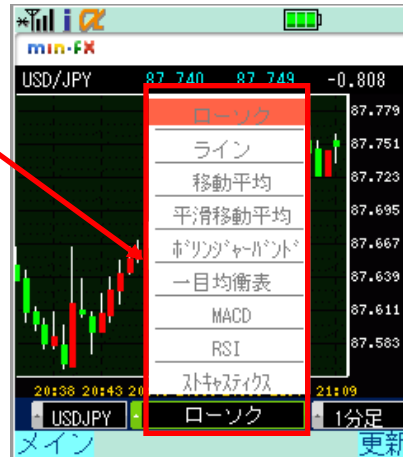 min-FX
USD/JPY 87.740 87.749 -0.808
ローソク
ライン
移動平均
平滑移動平均
ﾎﾞﾘﾝｼﾞｬｰﾊﾞﾝﾄﾞ
一目均衡表
MACD
RSI
ｽﾄｷｬｽﾃｨｸｽ
87.779
87.751
87.723
87.695
87.667
87.639
87.611
87.583
20:38 20:43 21:09
USDJPY ローソク 1分足
メイン 更新